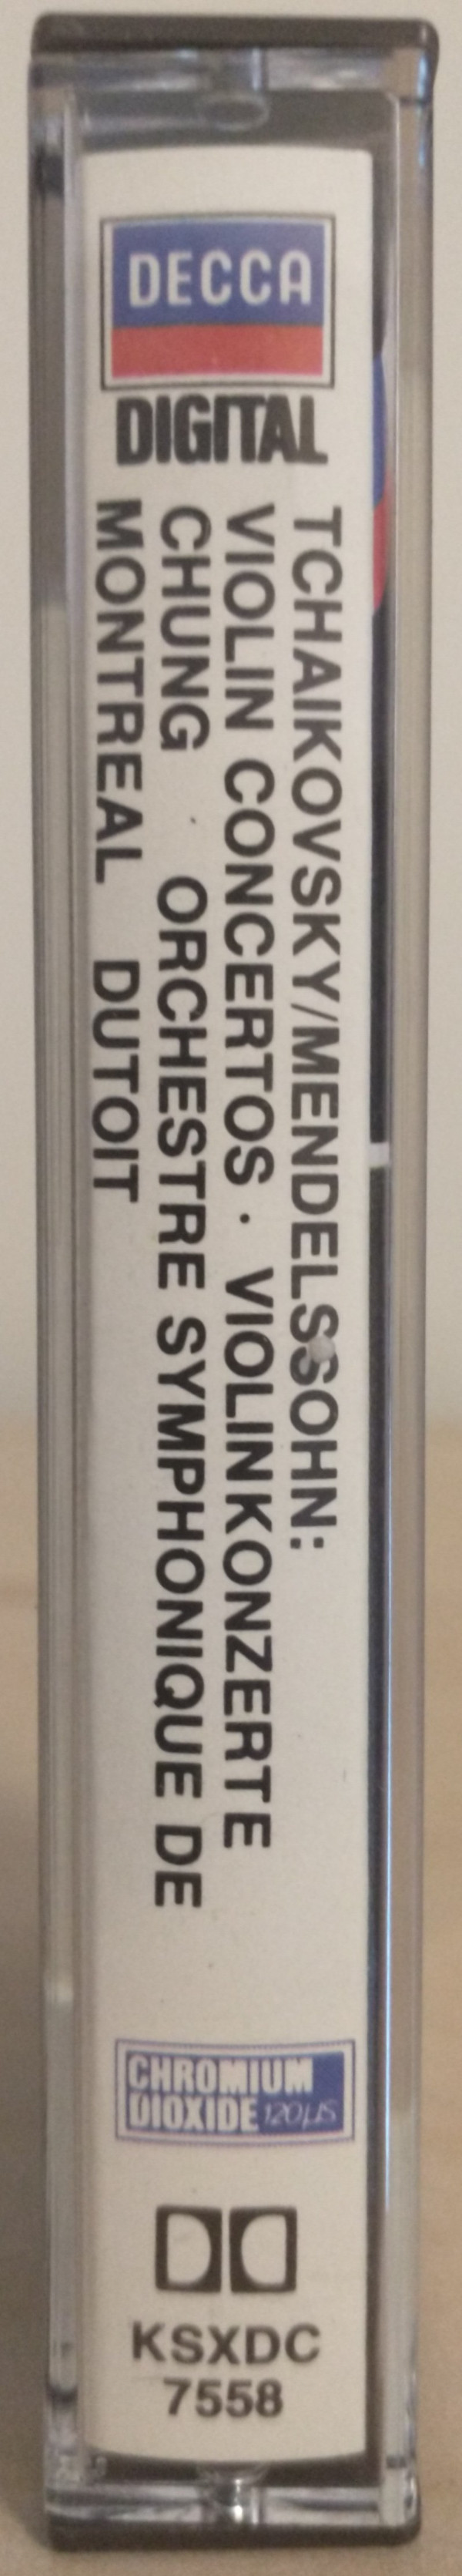 DECCA
DIGITAL
TCHAIKOVSKY/MENDELSSOHN:
VIOLIN CONCERTOS · VIOLINKONZERTE
CHUNG ORCHESTRE SYMPHONIQUE DE
MONTREAL DUTOIT
CHROMIUM
DIOXIDE 120µS
KSXDC
7558